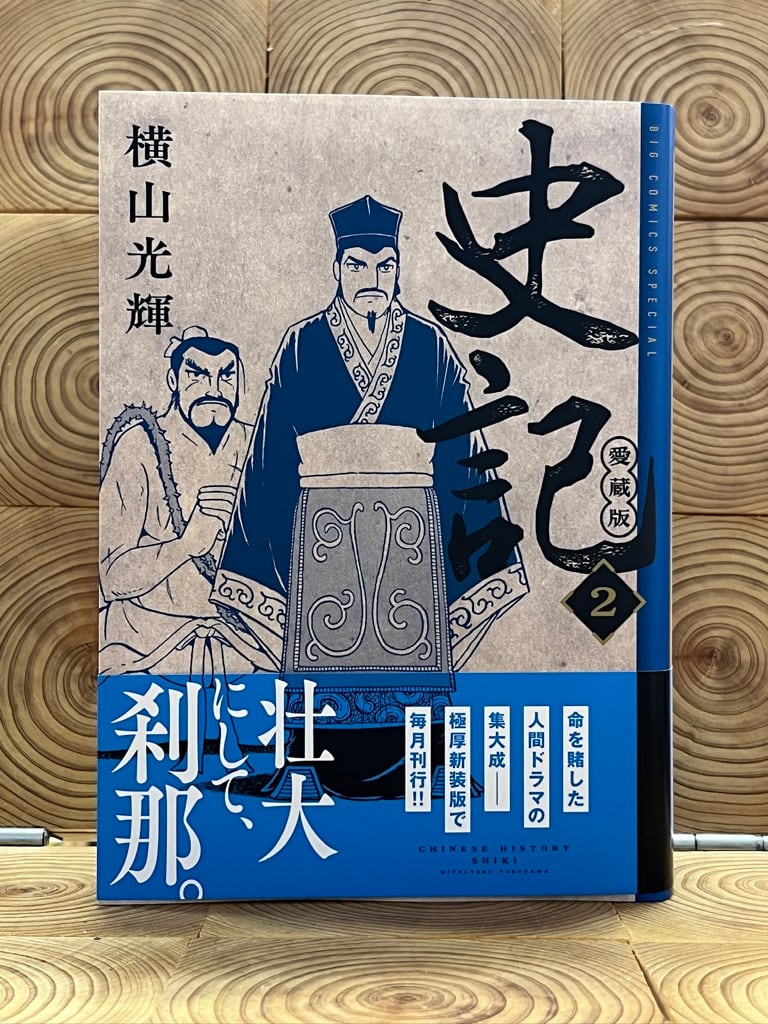 史記
愛蔵版
2
横山光輝
BIG COMICS SPECIAL
命を賭した
人間ドラマの
集大成——
極厚新装版で
毎月刊行!!
壮大
にして、
刹那。
CHINESE HISTORY
SHIKI
MITSUTERU YOKOYAMA